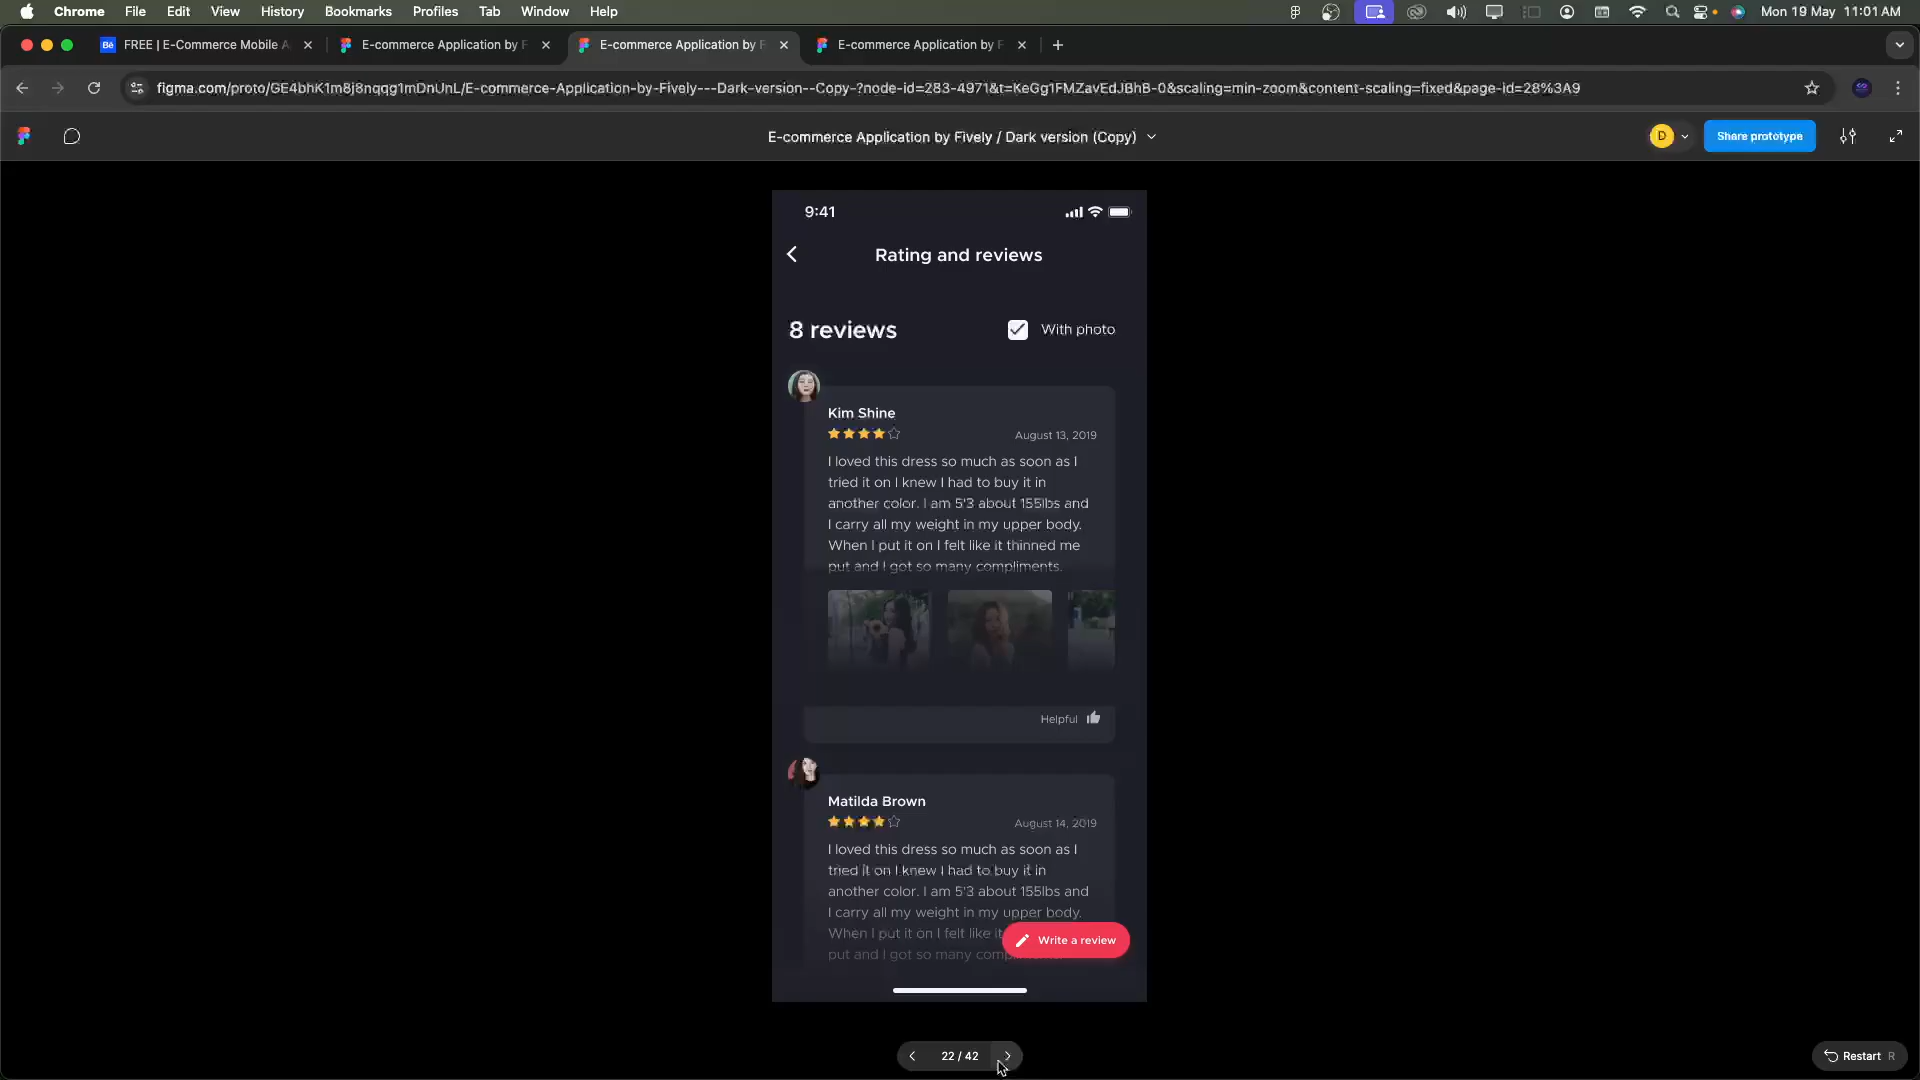 Chrome File Edit View History Bookmarks Profiles Tab Window Help Mon 19 May 11:01 AM
Bē FREE | E-Commerce Mobile A E-commerce Application by F E-commerce Application by F E-commerce Application by F
figma.com/proto/GE4bhK1m8j8nqqg1mDnUnL/E-commerce-Application-by-Fively---Dark-version--Copy-?node-id=283-4971&t=KeGg1FMZavEdJBhB-0&scaling=min-zoom&content-scaling=fixed&page-id=28%3A9
E-commerce Application by Fively / Dark version (Copy)
D
Share prototype
9:41
Rating and reviews
8 reviews
With photo
Kim Shine
August 13, 2019
I loved this dress so much as soon as I
tried it on I knew I had to buy it in
another color. I am 5'3 about 155lbs and
I carry all my weight in my upper body.
When I put it on I felt like it thinned me
put and I got so many compliments.
Helpful
Matilda Brown
August 14, 2019
I loved this dress so much as soon as I
tried it on I knew I had to buy it in
another color. I am 5'3 about 155lbs and
I carry all my weight in my upper body.
When I put it on I felt like it
put and I got so many
Write a review
22 / 42
Restart R